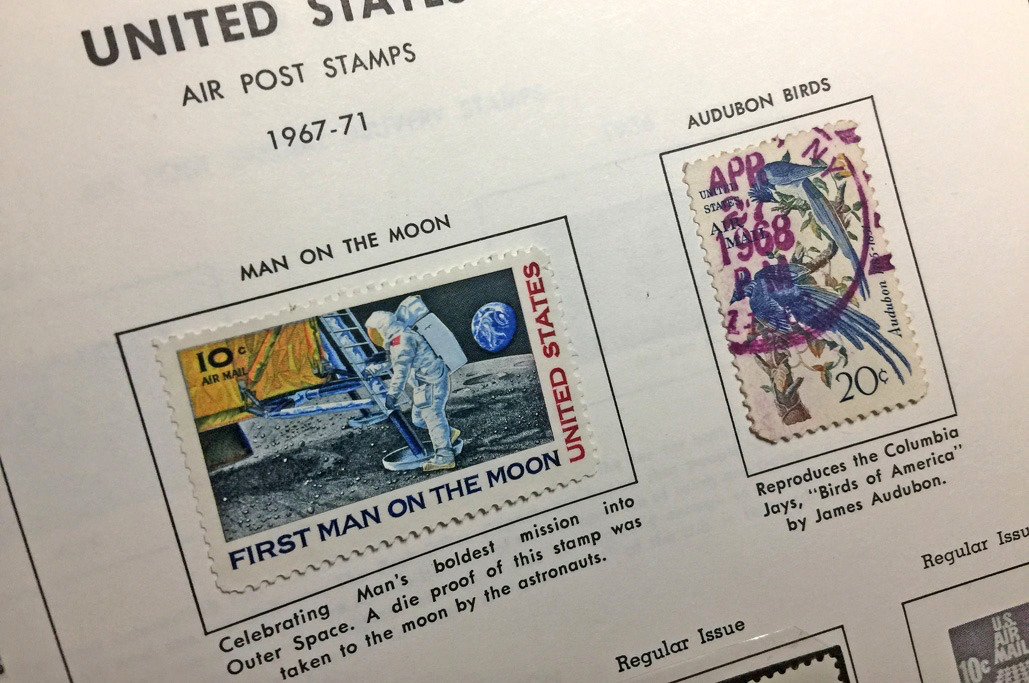 UNITED STATES
AIR POST STAMPS
1967-71
MAN ON THE MOON
10c
AIR MAIL
UNITED STATES
FIRST MAN ON THE MOON
Celebrating Man's boldest mission into
Outer Space. A die proof of this stamp was
taken to the moon by the astronauts.
AUDUBON BIRDS
UNITED
STATES
AIR
MAIL
APR
27
1968
P.M
Audubon
20c
Reproduces the Columbia
Jays, "Birds of America"
by James Audubon.
Regular Issue
Regular Issu
U.S.
AIR
MAIL
10c